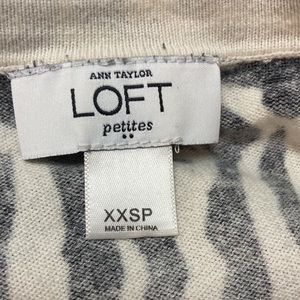 ANN TAYLOR
LOFT
petites
XXSP
MADE IN CHINA